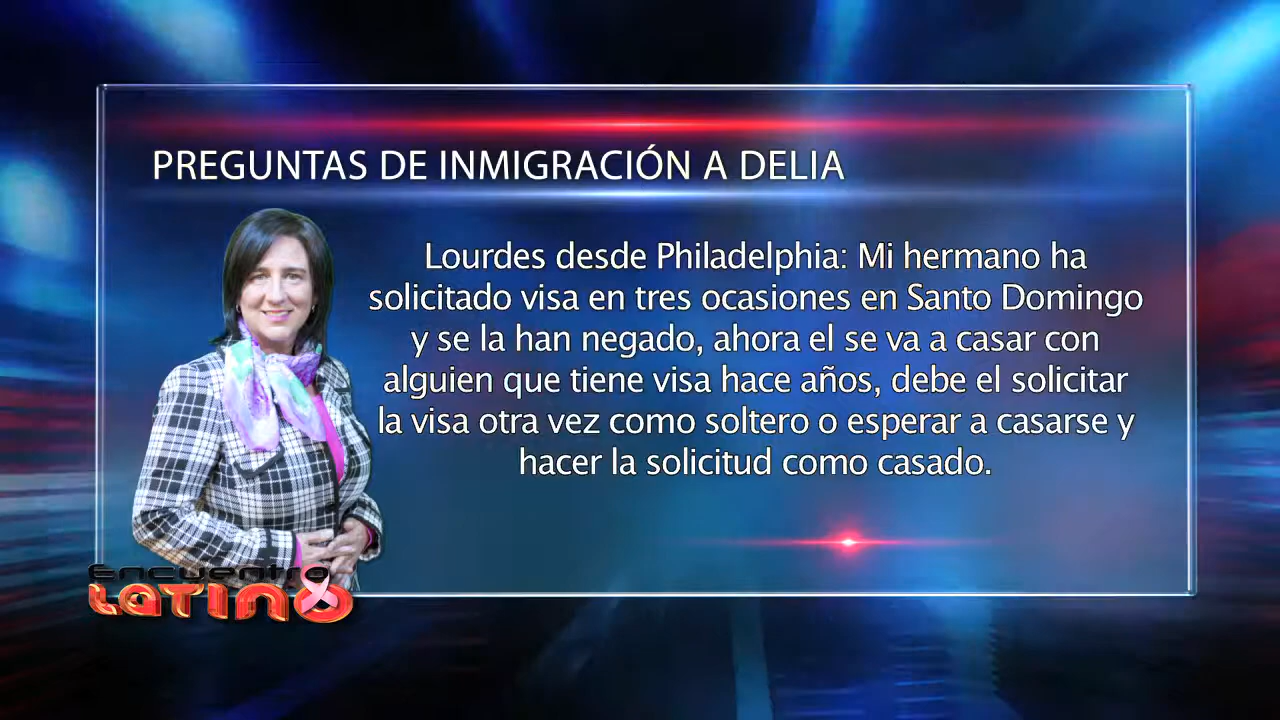 PREGUNTAS DE INMIGRACIÓN A DELIA
Lourdes desde Philadelphia: Mi hermano ha
solicitado visa en tres ocasiones en Santo Domingo
y se la han negado, ahora el se va a casar con
alguien que tiene visa hace años, debe el solicitar
la visa otra vez como soltero o esperar a casarse y
hacer la solicitud como casado.
Encuentro
LATINO